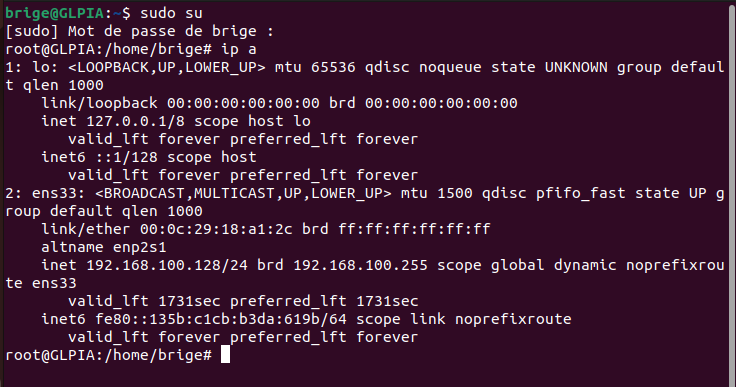 brige@GLPIA:~$ sudo su
[sudo] Mot de passe de brige :
root@GLPIA:/home/brige# ip a
1: lo: <LOOPBACK,UP,LOWER_UP> mtu 65536 qdisc noqueue state UNKNOWN group defaul
t qlen 1000
    link/loopback 00:00:00:00:00:00 brd 00:00:00:00:00:00
    inet 127.0.0.1/8 scope host lo
       valid_lft forever preferred_lft forever
    inet6 ::1/128 scope host
       valid_lft forever preferred_lft forever
2: ens33: <BROADCAST,MULTICAST,UP,LOWER_UP> mtu 1500 qdisc pfifo_fast state UP g
roup default qlen 1000
    link/ether 00:0c:29:18:a1:2c brd ff:ff:ff:ff:ff:ff
    altname enp2s1
    inet 192.168.100.128/24 brd 192.168.100.255 scope global dynamic noprefixrou
te ens33
       valid_lft 1731sec preferred_lft 1731sec
    inet6 fe80::135b:c1cb:b3da:619b/64 scope link noprefixroute
       valid_lft forever preferred_lft forever
root@GLPIA:/home/brige#